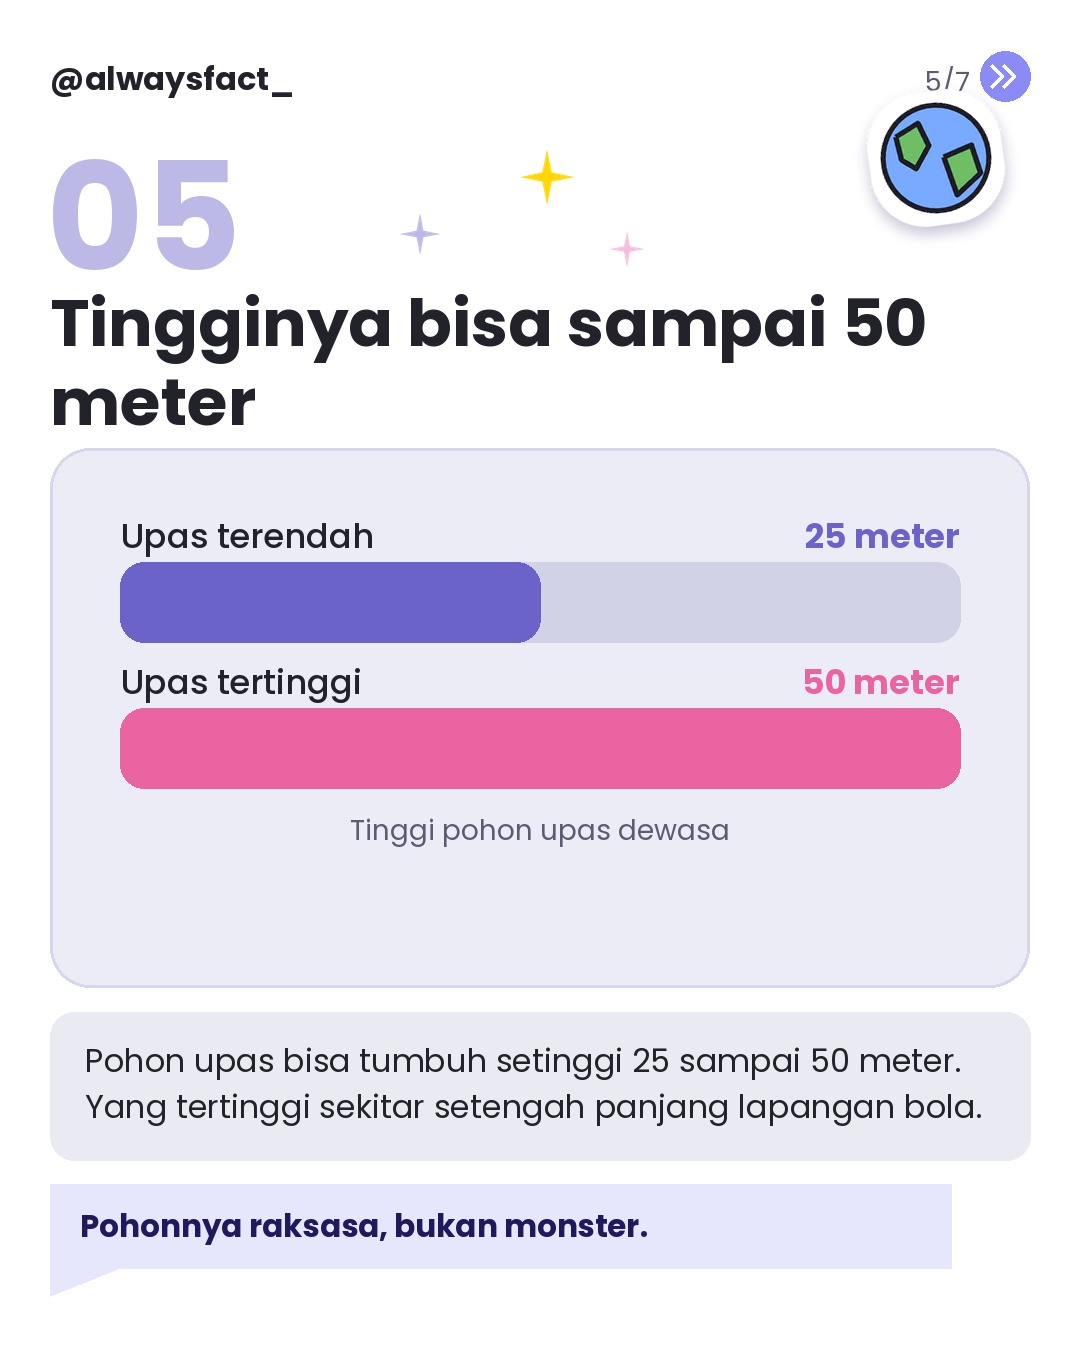 @alwaysfact_
5/7
05
Tingginya bisa sampai 50
meter
Upas terendah
25 meter
Upas tertinggi
50 meter
Tinggi pohon upas dewasa
Pohon upas bisa tumbuh setinggi 25 sampai 50 meter.
Yang tertinggi sekitar setengah panjang lapangan bola.
Pohonnya raksasa, bukan monster.